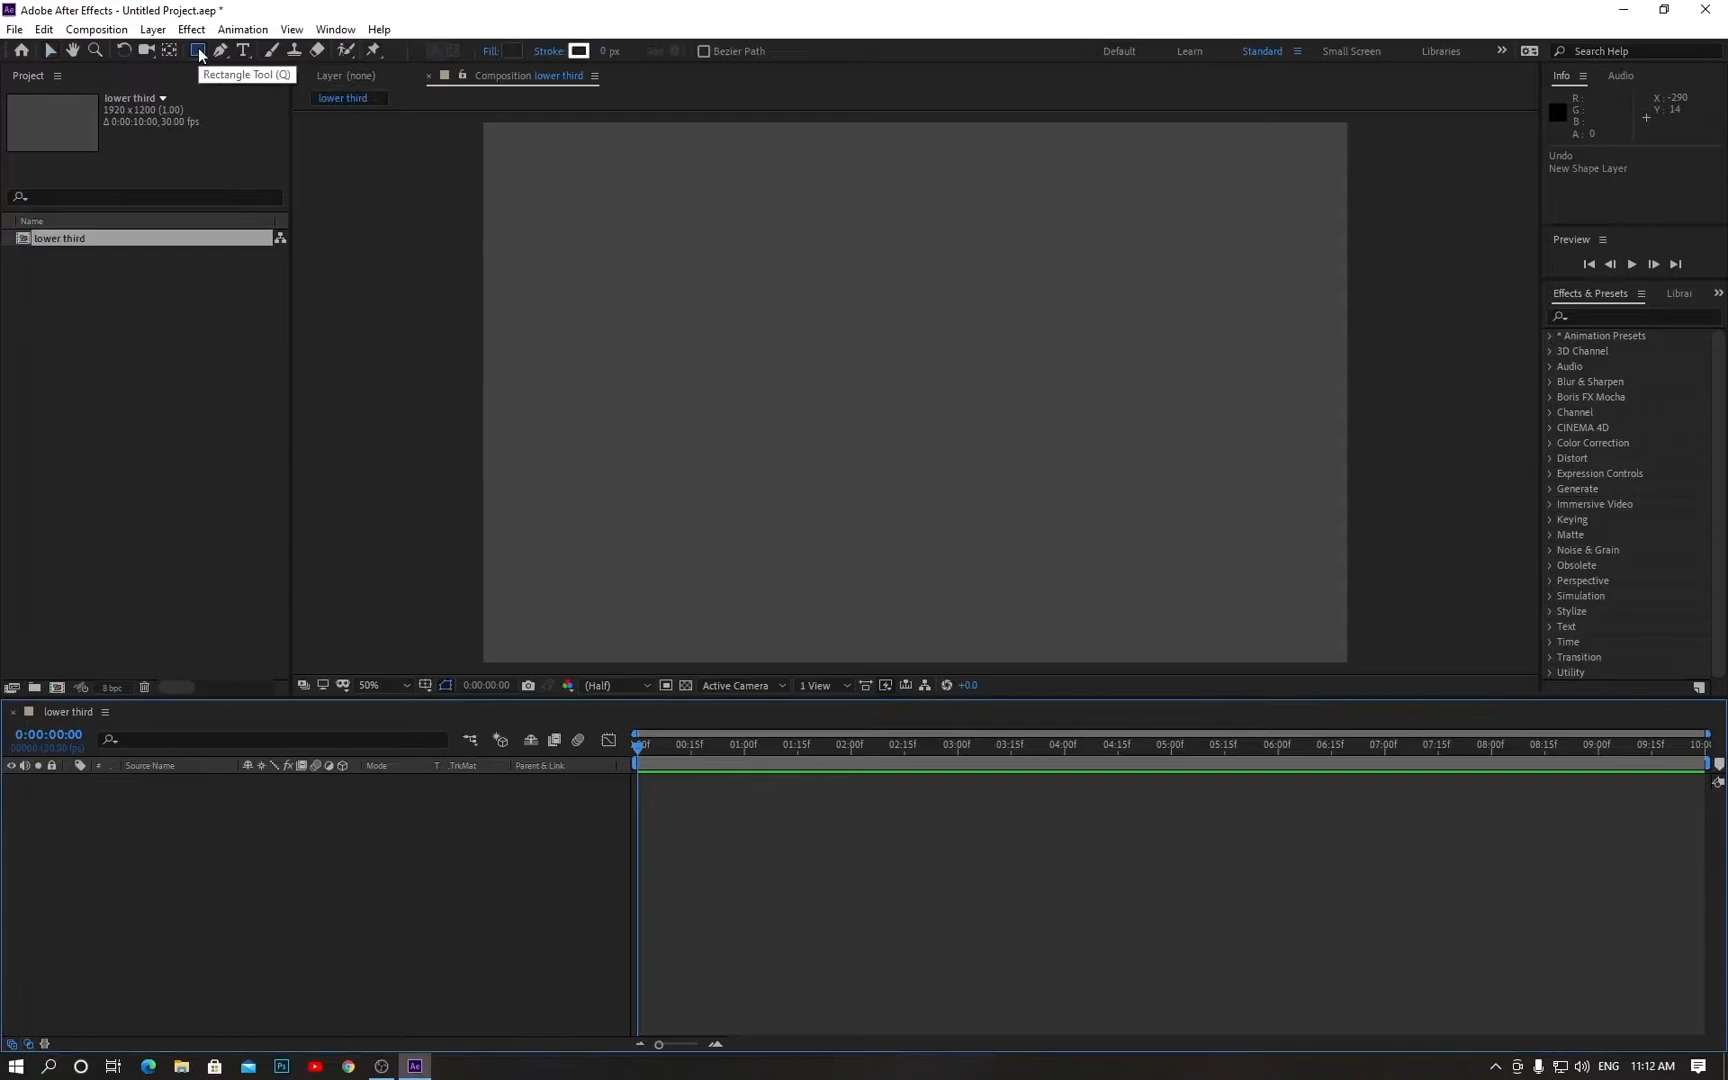 Adobe After Effects - Untitled Project.aep *
File Edit Composition Layer Effect Animation View Window Help
Fill: Stroke: 0 px Bezier Path Default Learn Standard Small Screen Libraries Search Help
Rectangle Tool (Q)
Project
Layer (none)
Composition lower third
Info Audio
lower third
lower third
1920 x 1200 (1.00)
Δ 0:00:10:00, 30.00 fps
R :
G :
B :
A : 0
X : -290
Y : 14
Undo
New Shape Layer
Name
lower third
Preview
Effects & Presets
* Animation Presets
3D Channel
Audio
Blur & Sharpen
Boris FX Mocha
Channel
CINEMA 4D
Color Correction
Distort
Expression Controls
Generate
Immersive Video
Keying
Matte
Noise & Grain
Obsolete
Perspective
Simulation
Stylize
Text
Time
Transition
Utility
8 bpc
50% 0:00:00:00 (Half) Active Camera 1 View +0.0
lower third
0:00:00:00
00000 (30.00 fps)
00:15f 01:00f 01:15f 02:00f 02:15f 03:00f 03:15f 04:00f 04:15f 05:00f 05:15f 06:00f 06:15f 07:00f 07:15f 08:00f 08:15f 09:00f 09:15f
# Source Name Mode T .TrkMat Parent & Link
ENG 11:12 AM